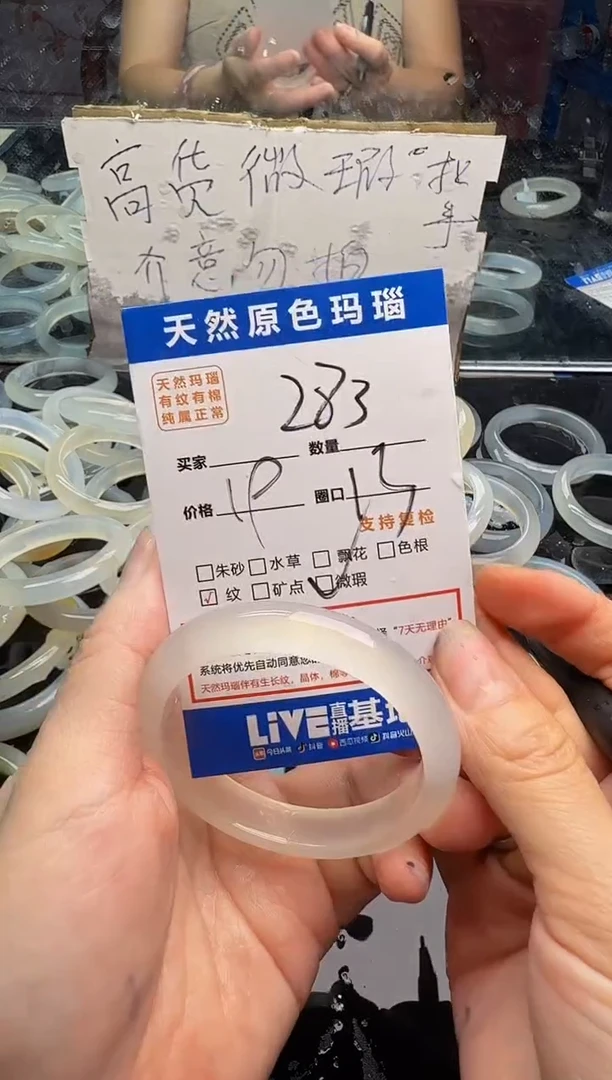 高货微瑕扣手
介意勿拍
天然原色玛瑙
天然玛瑙
有纹有棉
纯属正常
283
买家 数量 1
价格 圈口
支持复检
朱砂 水草 飘花 色根
√ 纹 矿点 微瑕
“7天无理由”
系统将优先自动同意您
天然玛瑙伴有生长纹，晶体，棉
LiVE直播基地
今日头条 抖音 西瓜视频 抖音火山